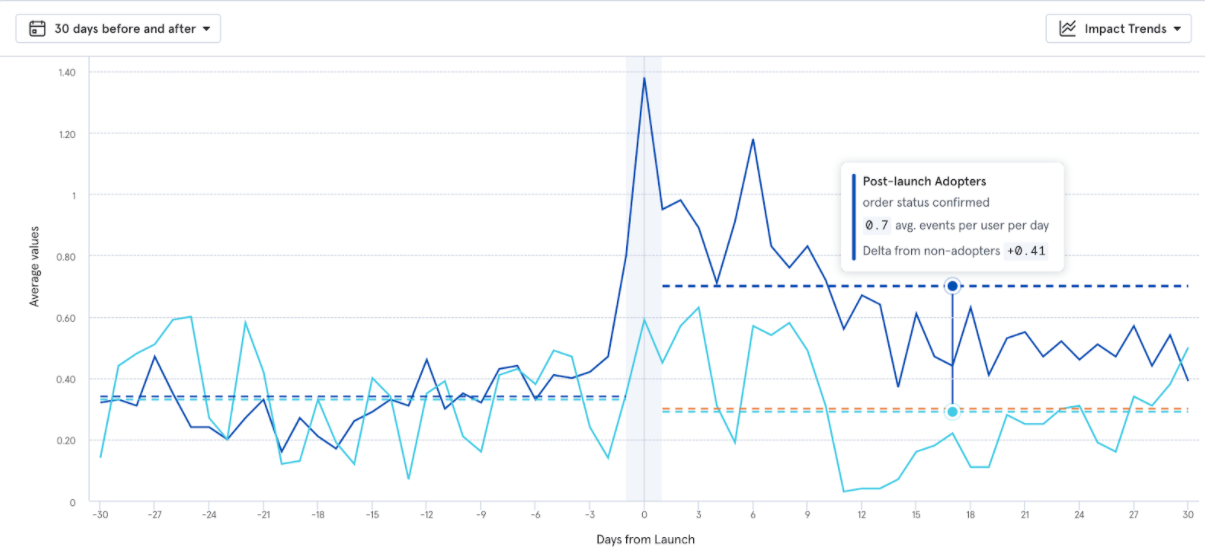 30 days before and after
Impact Trends
1.40
1.20
1
0.80
0.60
0.40
0.20
0
Average values
Post-launch Adopters
order status confirmed
0.7 avg. events per user per day
Delta from non-adopters +0.41
-30 -27 -24 -21 -18 -15 -12 -9 -6 -3 0 3 6 9 12 15 18 21 24 27 30
Days from Launch